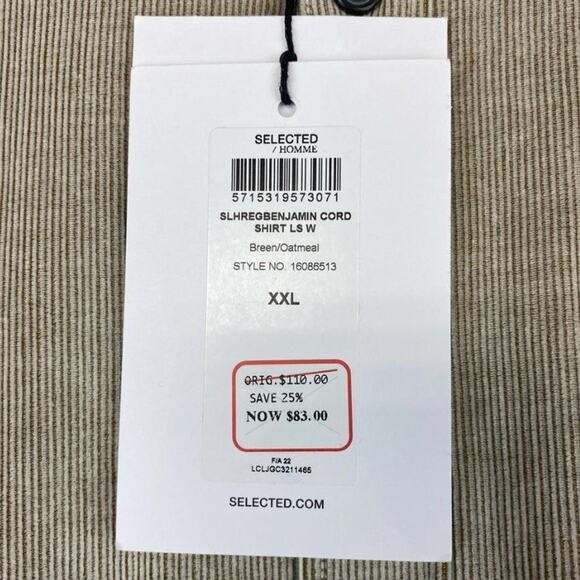 SELECTED
/ HOMME
5715319573071
SLHREGBENJAMIN CORD
SHIRT LS W
Breen/Oatmeal
STYLE NO. 16086513
XXL
ORIG.$110.00
SAVE 25%
NOW $83.00
F/A 22
LCLJGC3211465
SELECTED.COM